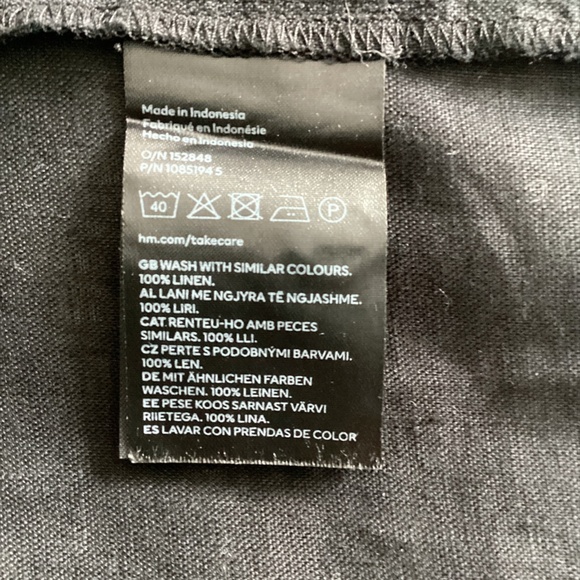 Made in Indonesia
Fabriqué en Indonésie
Hecho en Indonesia
O/N 152848
P/N 1085194 S
40 P
hm.com/takecare
GB WASH WITH SIMILAR COLOURS.
100% LINEN.
AL LANI ME NGJYRA TË NGJASHME.
100% LIRI.
CAT RENTEU-HO AMB PECES
SIMILARS. 100% LLI.
CZ PERTE S PODOBNÝMI BARVAMI.
100% LEN.
DE MIT ÄHNLICHEN FARBEN
WASCHEN. 100% LEINEN.
EE PESE KOOS SARNAST VÄRVI
RIIETEGA. 100% LINA.
ES LAVAR CON PRENDAS DE COLOR